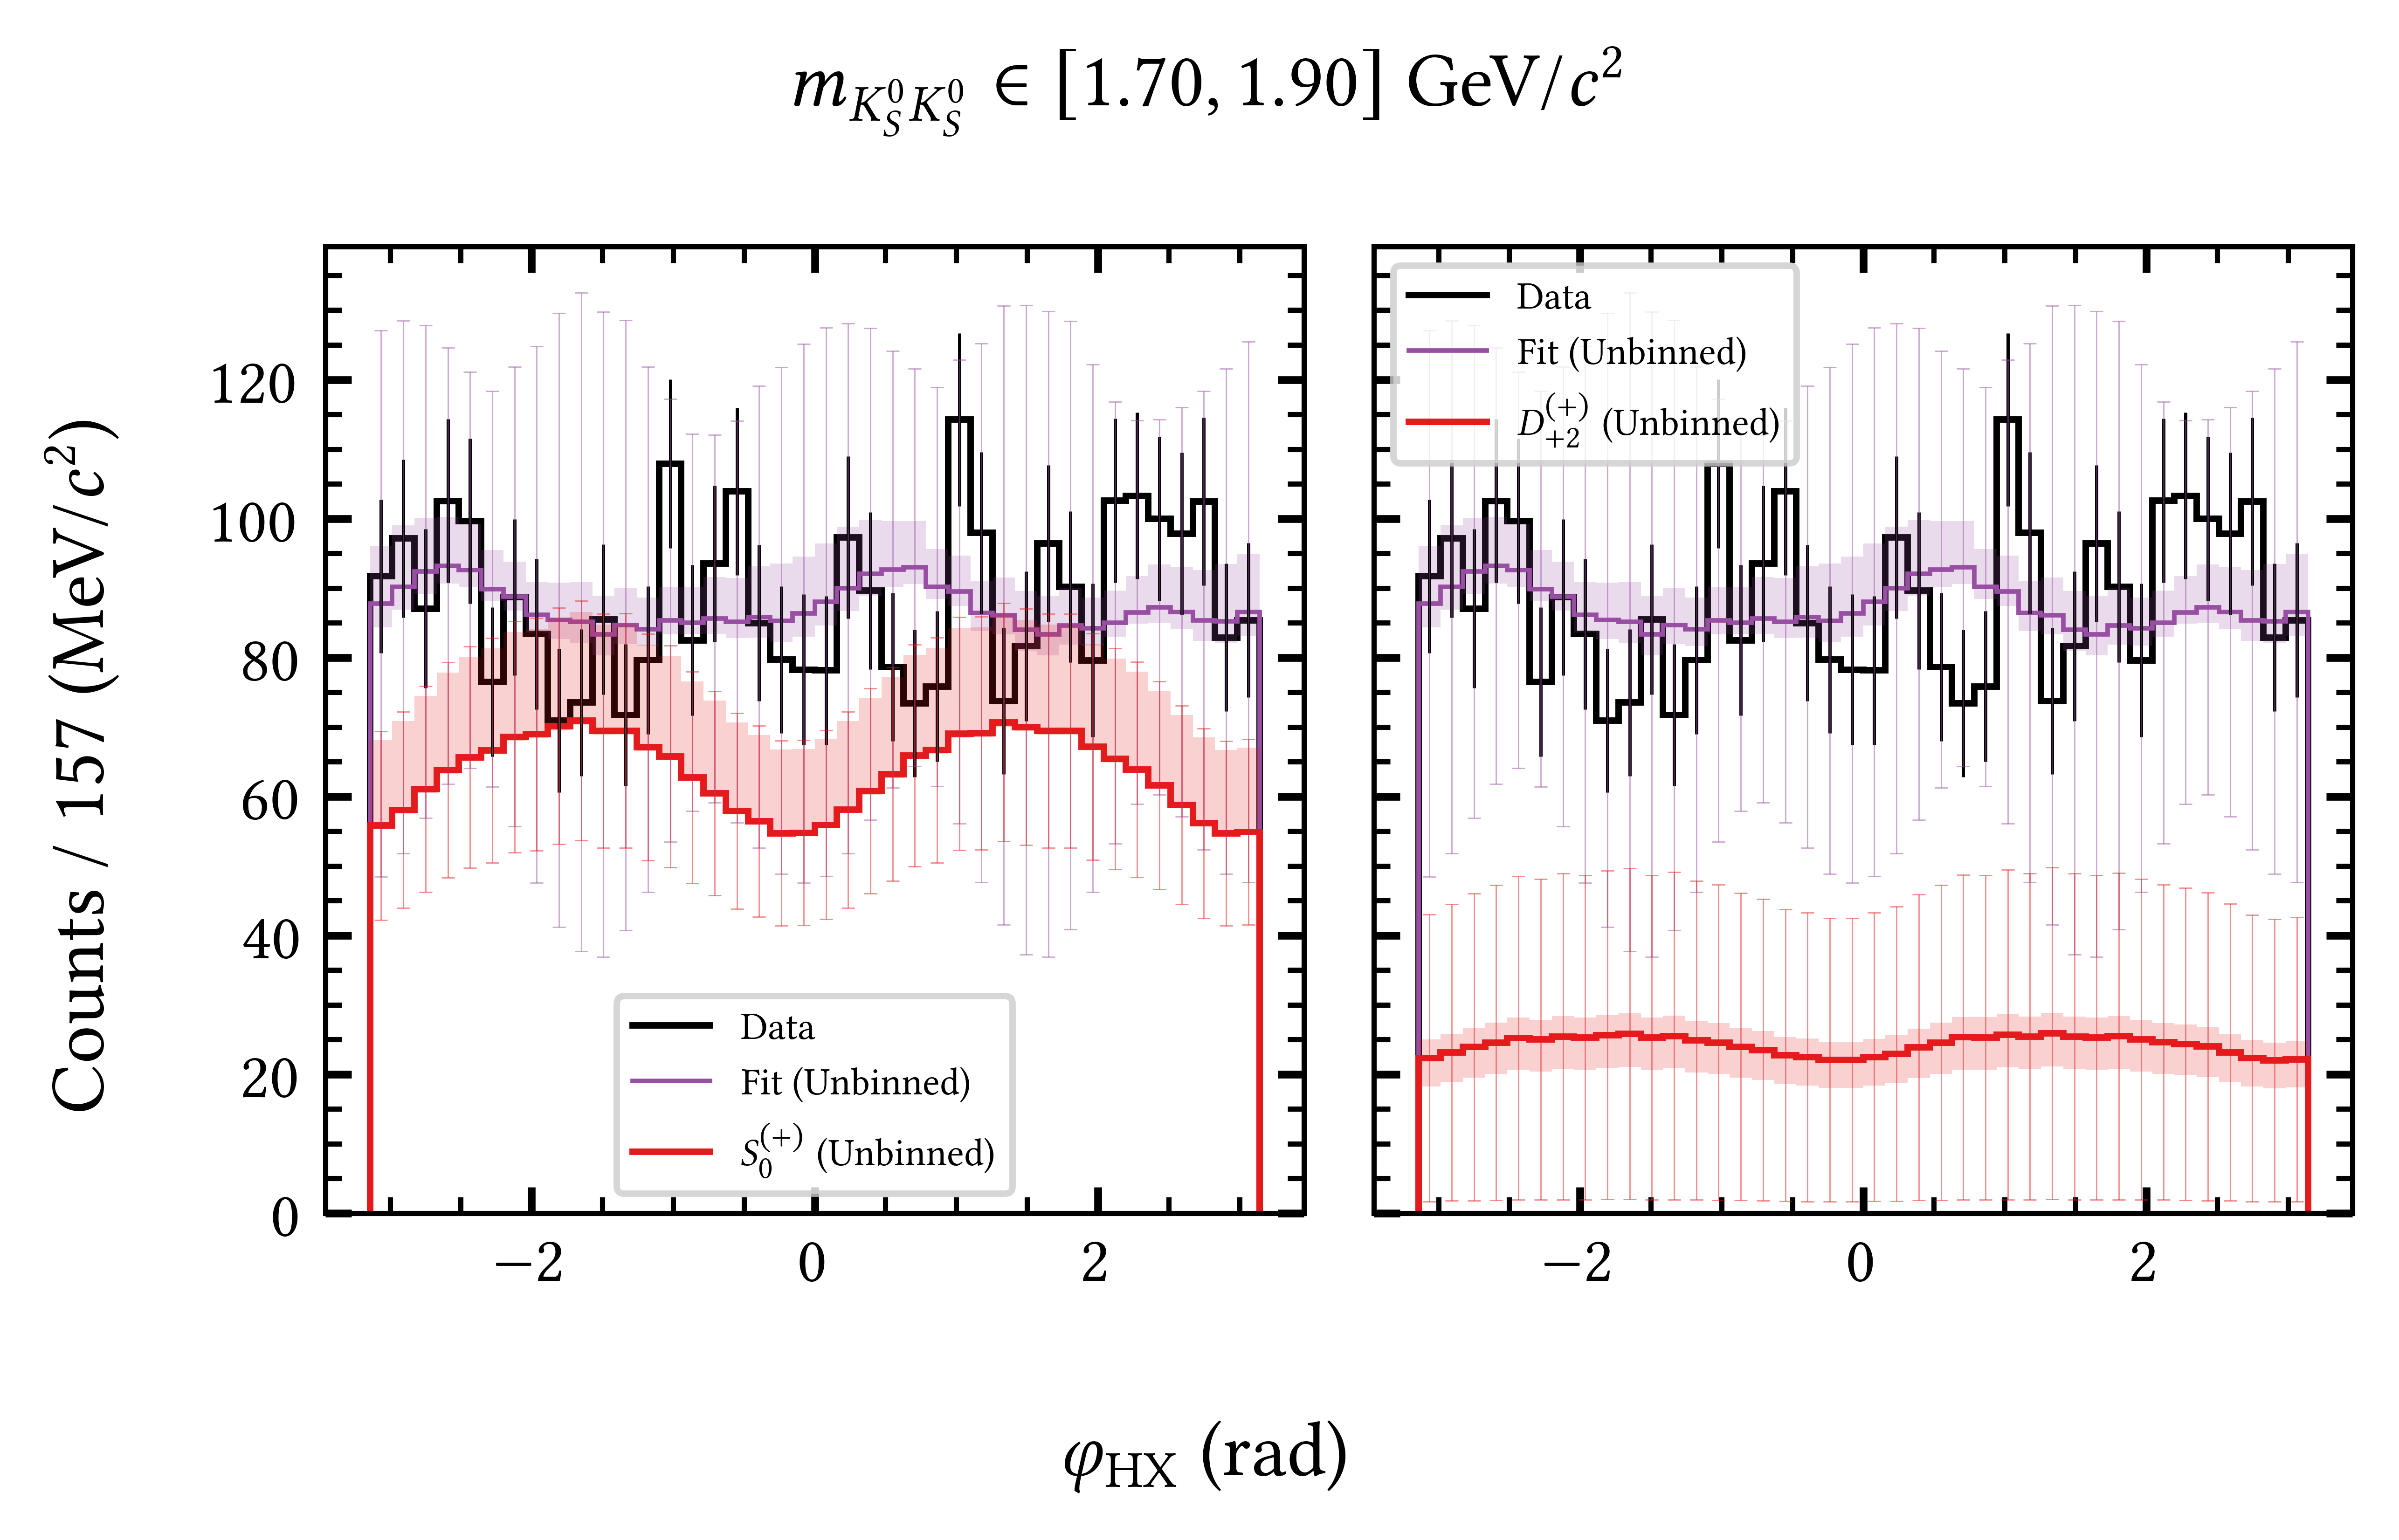 m_{K_S^0 K_S^0} ∈ [1.70, 1.90] GeV/c²
Counts / 157 (MeV/c²)
120
100
80
60
40
20
0
Data
Fit (Unbinned)
S_0^{(+)} (Unbinned)
Data
Fit (Unbinned)
D_{+2}^{(+)} (Unbinned)
−2 0 2
−2 0 2
φ_HX (rad)